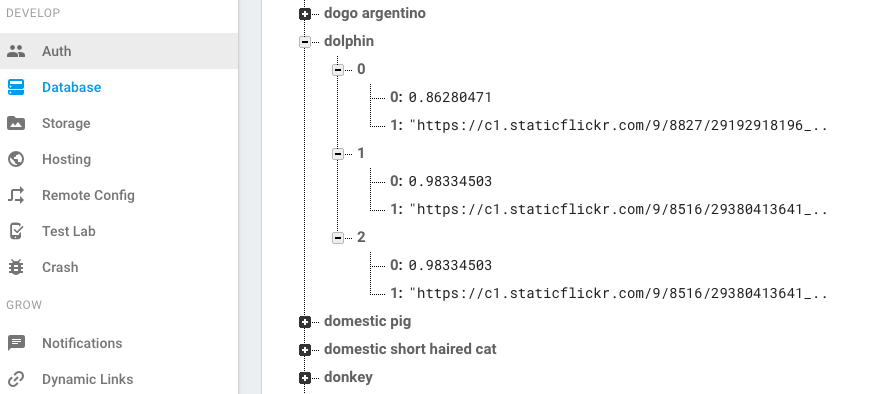 DEVELOP
Auth
Database
Storage
Hosting
Remote Config
Test Lab
Crash
GROW
Notifications
Dynamic Links
dogo argentino
dolphin
0
0: 0.86280471
1: "https://c1.staticflickr.com/9/8827/29192918196_..
1
0: 0.98334503
1: "https://c1.staticflickr.com/9/8516/29380413641_..
2
0: 0.98334503
1: "https://c1.staticflickr.com/9/8516/29380413641_..
domestic pig
domestic short haired cat
donkey